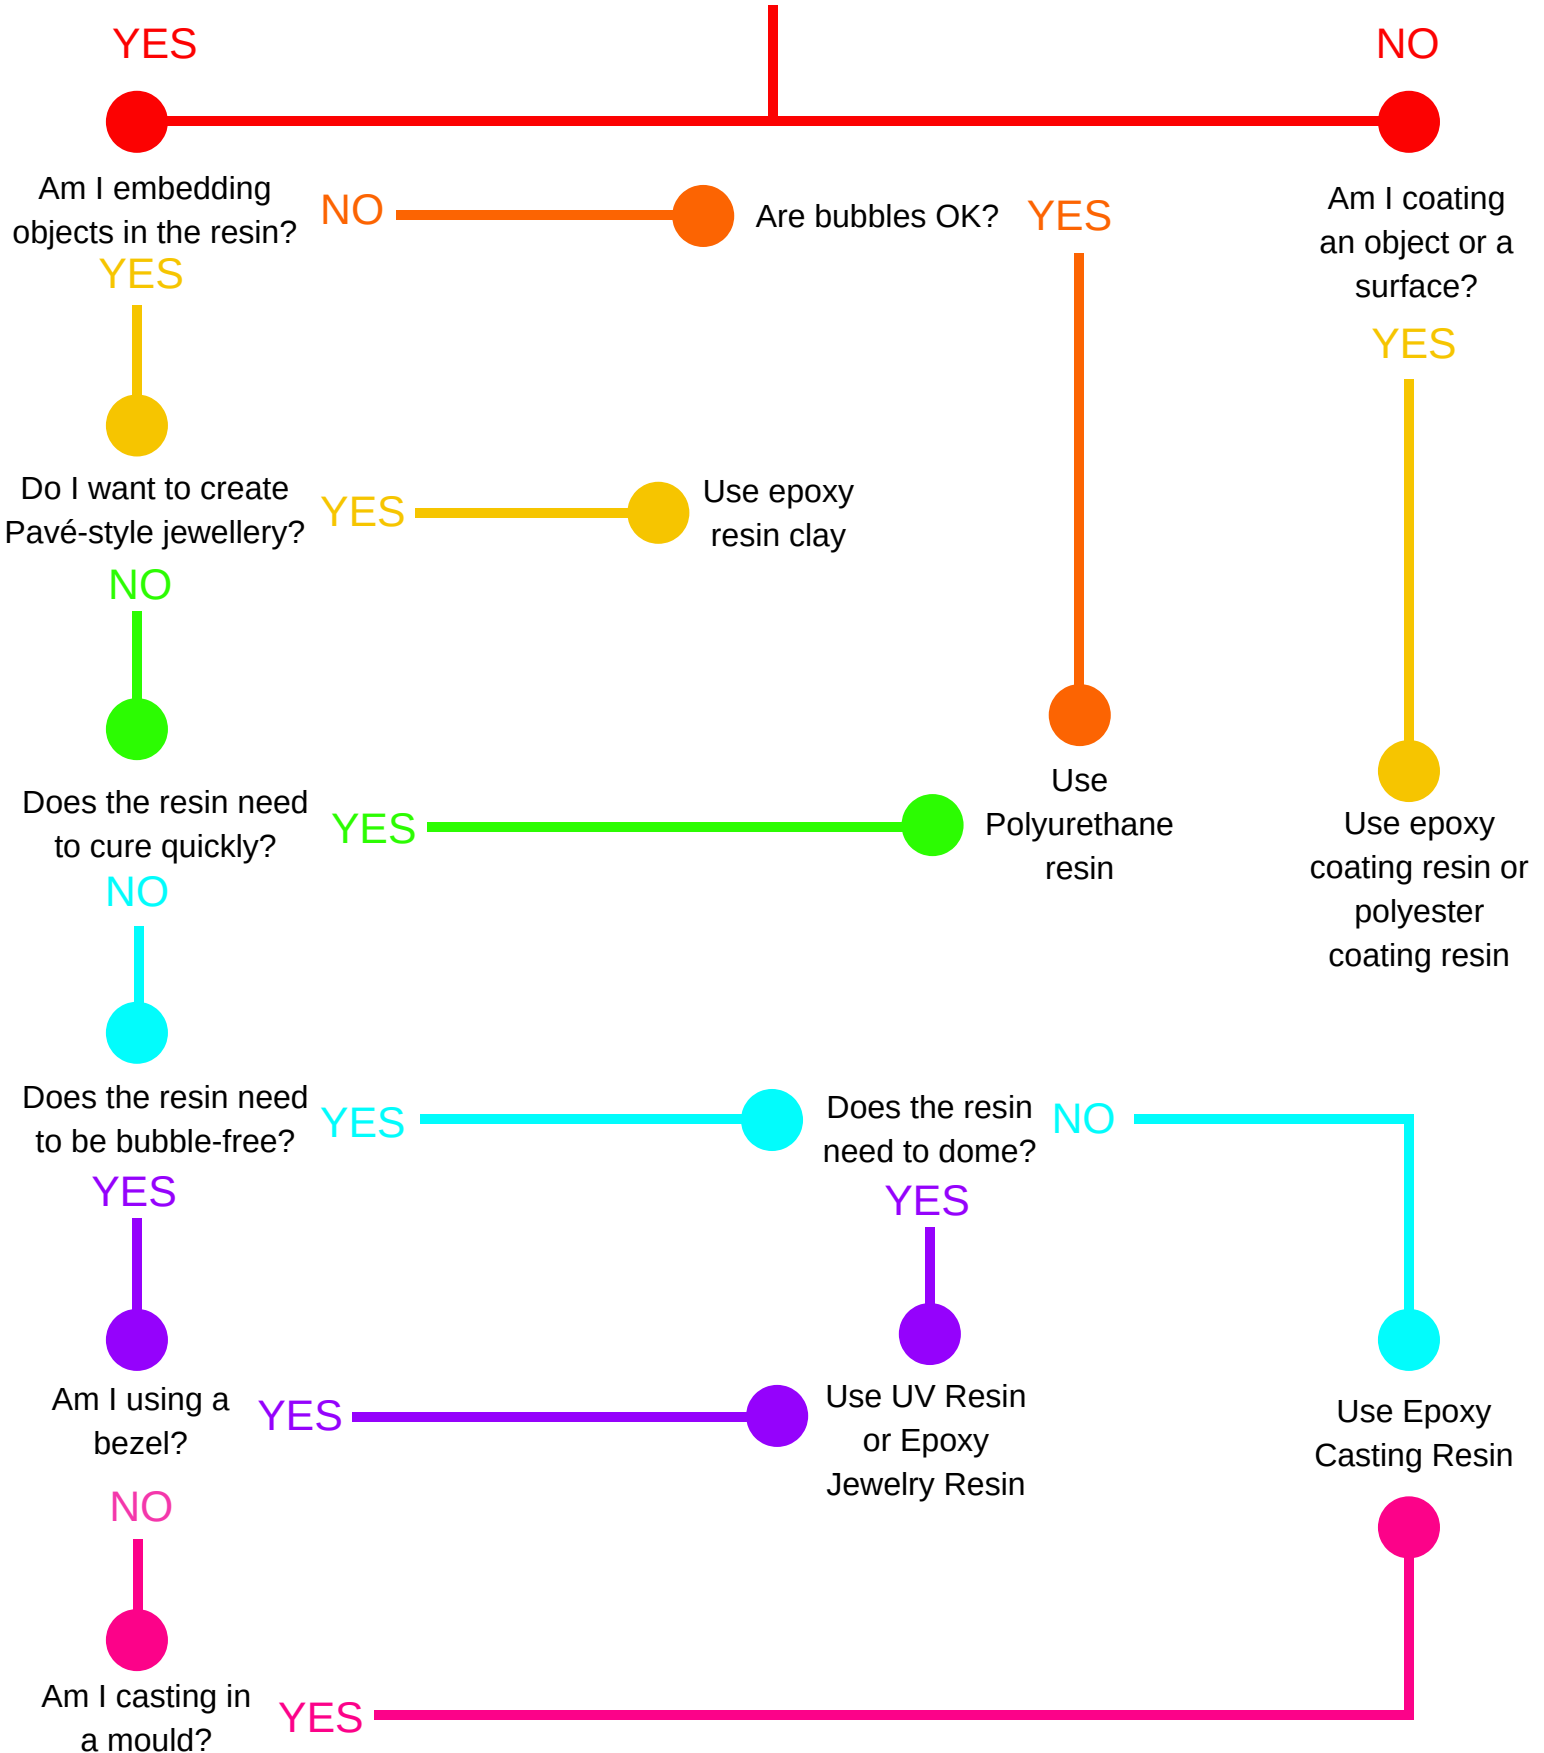 YES
NO
Am I embedding
objects in the resin?
NO
Are bubbles OK?
YES
Am I coating
an object or a
surface?
YES
YES
Do I want to create
Pavé-style jewellery?
YES
Use epoxy
resin clay
NO
Does the resin need
to cure quickly?
YES
Use
Polyurethane
resin
Use epoxy
coating resin or
polyester
coating resin
NO
Does the resin need
to be bubble-free?
YES
Does the resin
need to dome?
NO
YES
YES
Am I using a
bezel?
YES
Use UV Resin
or Epoxy
Jewelry Resin
Use Epoxy
Casting Resin
NO
Am I casting in
a mould?
YES